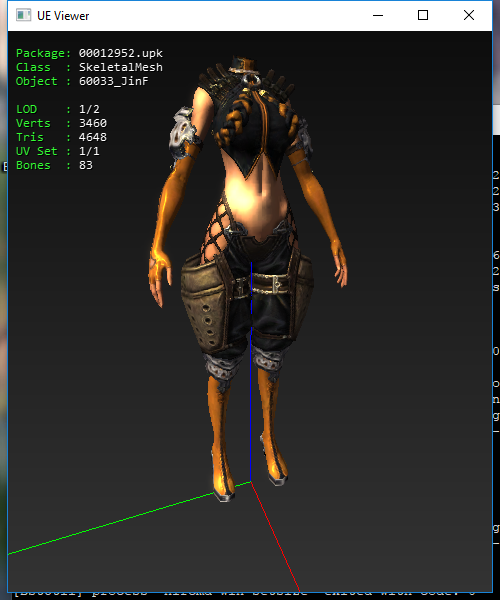 UE Viewer
Package: 00012952.upk
Class : SkeletalMesh
Object : 60033_JinF
LOD : 1/2
Verts : 3460
Tris : 4648
UV Set : 1/1
Bones : 83